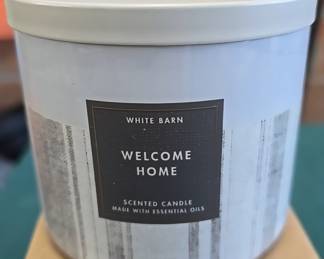 WHITE BARN
WELCOME
HOME
SCENTED CANDLE
MADE WITH ESSENTIAL OILS